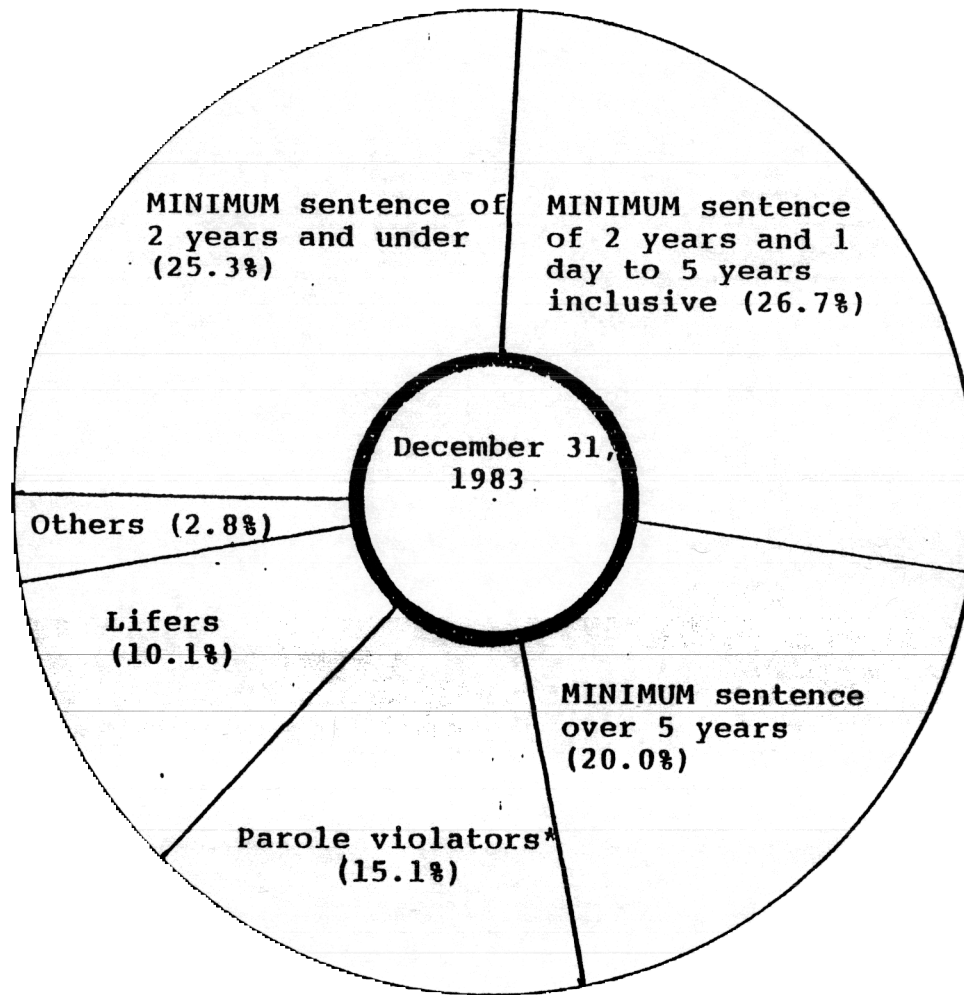 MINIMUM sentence of
2 years and under
(25.3%)
MINIMUM sentence
of 2 years and 1
day to 5 years
inclusive (26.7%)
December 31,
1983
Others (2.8%)
Lifers
(10.1%)
MINIMUM sentence
over 5 years
(20.0%)
Parole violators*
(15.1%)